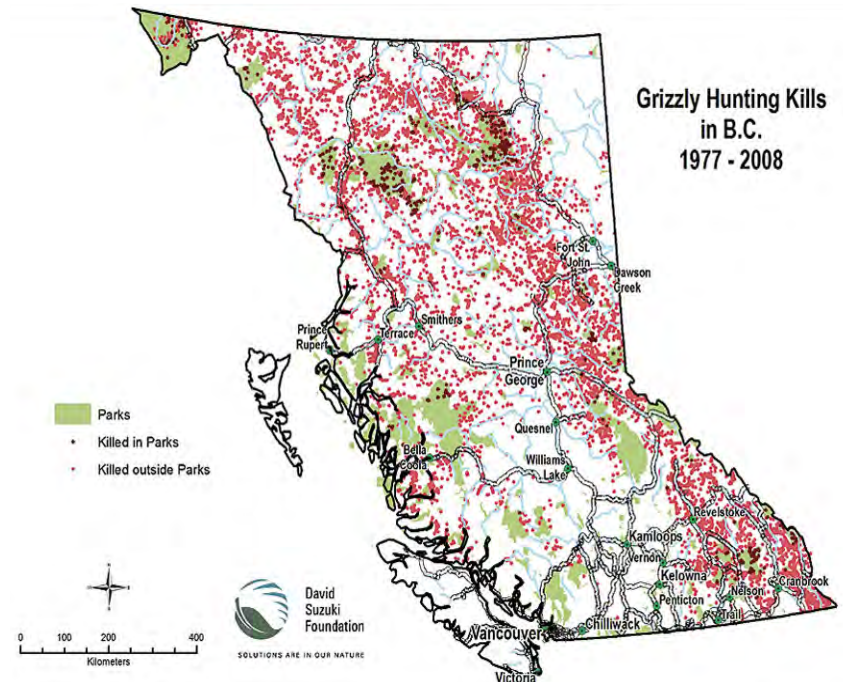 Grizzly Hunting Kills
in B.C.
1977 - 2008
Fort St.
John
Dawson
Creek
Smithers
Prince
Rupert
Terrace
Prince
George
Parks
Killed in Parks
Killed outside Parks
Quesnel
Bella
Coola
Williams
Lake
Revelstoke
Kamloops
Vernon
Kelowna
Cranbrook
Nelson
Penticton
Trail
Chilliwack
Vancouver
Victoria
David
Suzuki
Foundation
SOLUTIONS ARE IN OUR NATURE
0 100 200 400
Kilometers